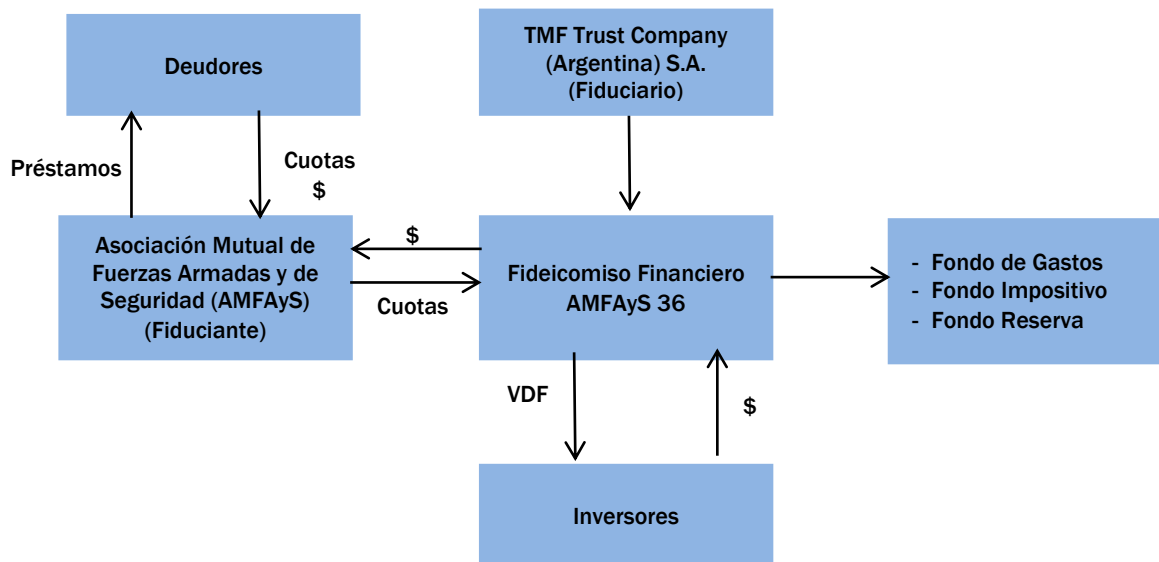 Deudores
TMF Trust Company
(Argentina) S.A.
(Fiduciario)
Préstamos
Cuotas
$
Asociación Mutual de
Fuerzas Armadas y de
Seguridad (AMFAyS)
(Fiduciante)
$
Cuotas
Fideicomiso Financiero
AMFAyS 36
- Fondo de Gastos
- Fondo Impositivo
- Fondo Reserva
VDF
$
Inversores